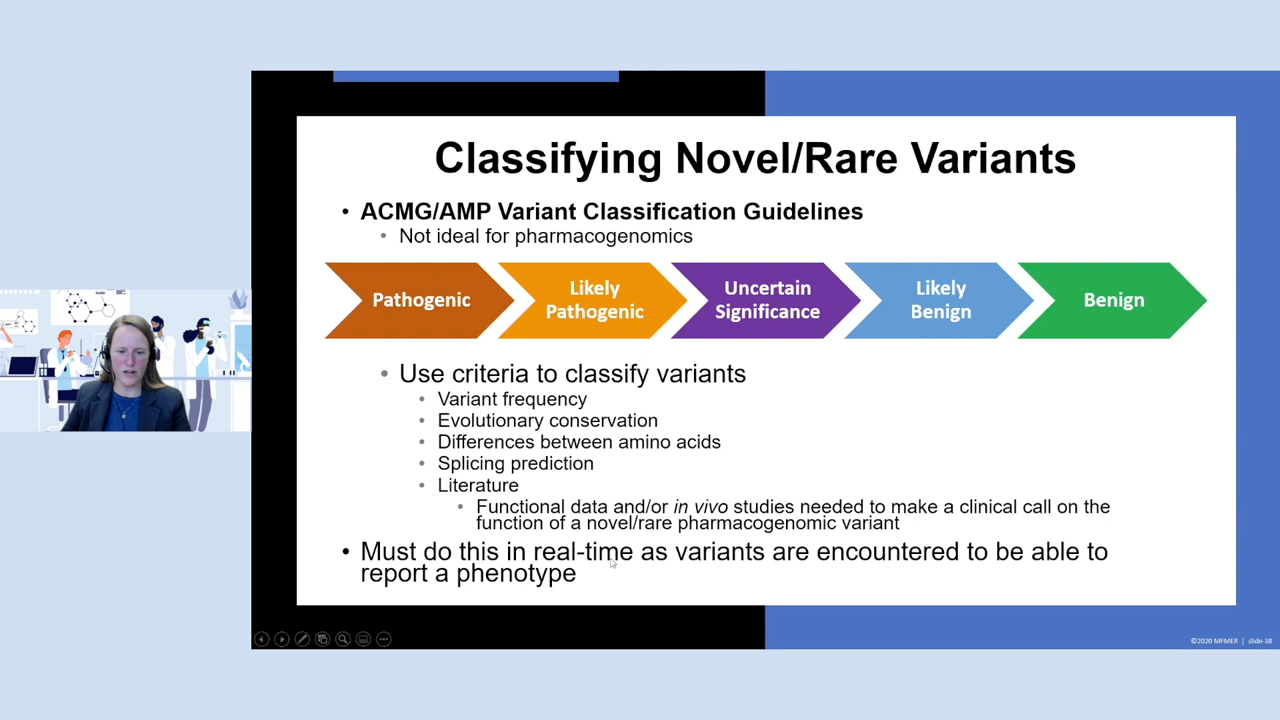 Classifying Novel/Rare Variants
• ACMG/AMP Variant Classification Guidelines
• Not ideal for pharmacogenomics
Pathogenic
Likely
Pathogenic
Uncertain
Significance
Likely
Benign
Benign
• Use criteria to classify variants
• Variant frequency
• Evolutionary conservation
• Differences between amino acids
• Splicing prediction
• Literature
• Functional data and/or in vivo studies needed to make a clinical call on the
function of a novel/rare pharmacogenomic variant
• Must do this in real-time as variants are encountered to be able to
report a phenotype
©2020 MFMER | slide-38